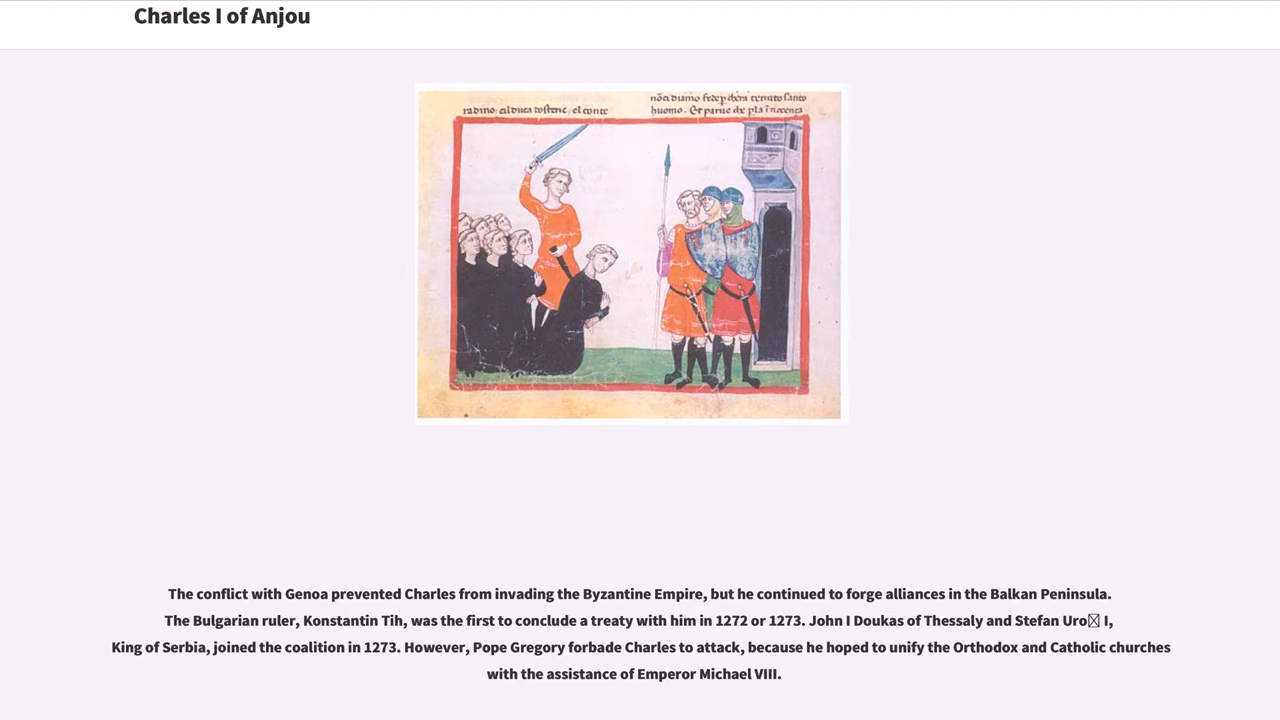 Charles I of Anjou
huomo. Et parue che
The conflict with Genoa prevented Charles from invading the Byzantine Empire, but he continued to forge alliances in the Balkan Peninsula.
The Bulgarian ruler, Konstantin Tih, was the first to conclude a treaty with him in 1272 or 1273. John I Doukas of Thessaly and Stefan Uro I,
King of Serbia, joined the coalition in 1273. However, Pope Gregory forbade Charles to attack, because he hoped to unify the Orthodox and Catholic churches
with the assistance of Emperor Michael VIII.